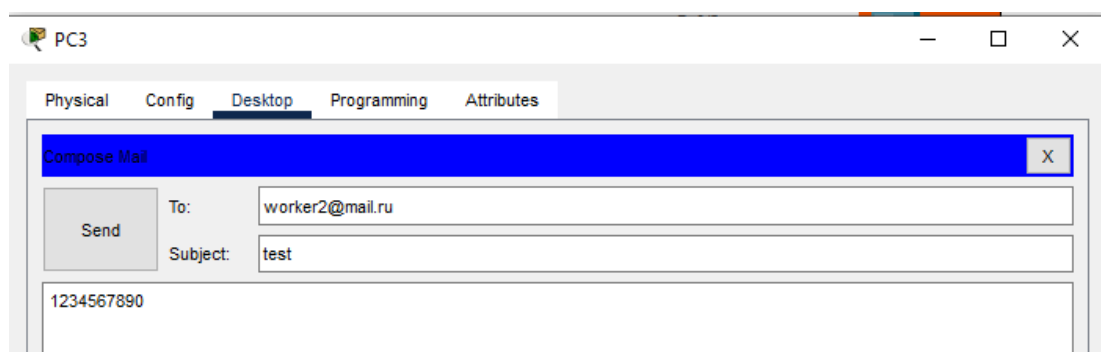 PC3
Physical Config Desktop Programming Attributes
Compose Mail
X
To: worker2@mail.ru
Send
Subject: test
1234567890